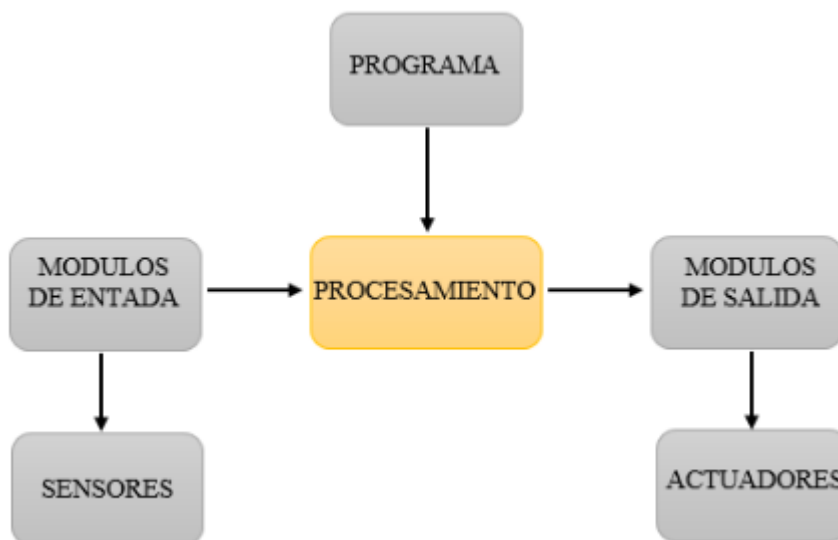 PROGRAMA
MODULOS
DE ENTADA
PROCESAMIENTO
MODULOS
DE SALIDA
SENSORES
ACTUADORES